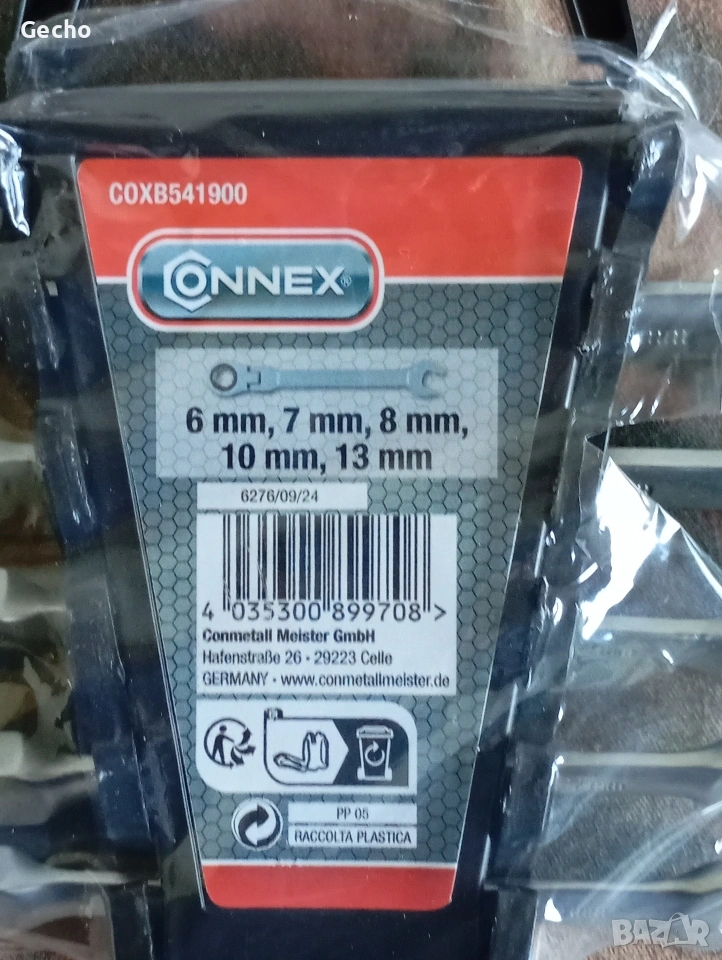 Gecho
COXB541900
CONNEX®
6 mm, 7 mm, 8 mm,
10 mm, 13 mm
6276/09/24
4 035300 899708 >
Conmetall Meister GmbH
Hafenstraße 26 • 29223 Celle
GERMANY • www.conmetallmeister.de
PP 05
RACCOLTA PLASTICA
BAZAR